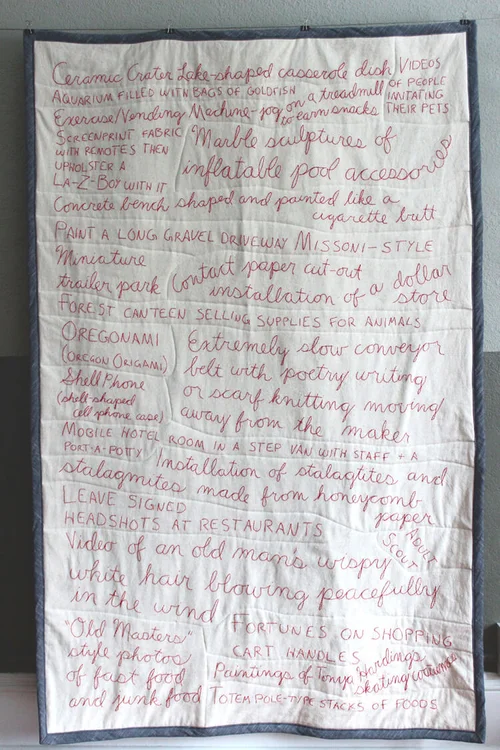 Ceramic Crater Lake-shaped casserole dish
VIDEOS
OF PEOPLE
IMITATING
THEIR PETS
AQUARIUM FILLED WITH BAGS OF GOLDFISH
Exercise/Vending Machine-jog on a treadmill
to earn snacks
SCREENPRINT FABRIC
WITH REMOTES THEN
UPHOLSTER A
LA-Z-BOY WITH IT
Marble sculptures of
inflatable pool accessories
Concrete bench shaped and painted like a
cigarette butt
PAINT A LONG GRAVEL DRIVEWAY MISSONI-STYLE
Miniature
trailer park
Contact paper cut-out
installation of a dollar
store
FOREST CANTEEN SELLING SUPPLIES FOR ANIMALS
OREGONAMI
(OREGON ORIGAMI)
Shell Phone
(shell-shaped
cell phone case)
Extremely slow conveyor
belt with poetry writing
or scarf knitting moving
away from the maker
MOBILE HOTEL ROOM IN A STEP VAN WITH STAFF + A
PORT-A-POTTY
Installation of stalagtites and
stalagmites made from honeycomb
paper
LEAVE SIGNED
HEADSHOTS AT RESTAURANTS
ADULT
SCOUT
Video of an old man's wispy
white hair blowing peacefully
in the wind
"Old Masters"
style photos
of fast food
and junk food
FORTUNES ON SHOPPING
CART HANDLES
Paintings of Tonya Harding's
skating costumes
TOTEM POLE-TYPE STACKS OF FOODS